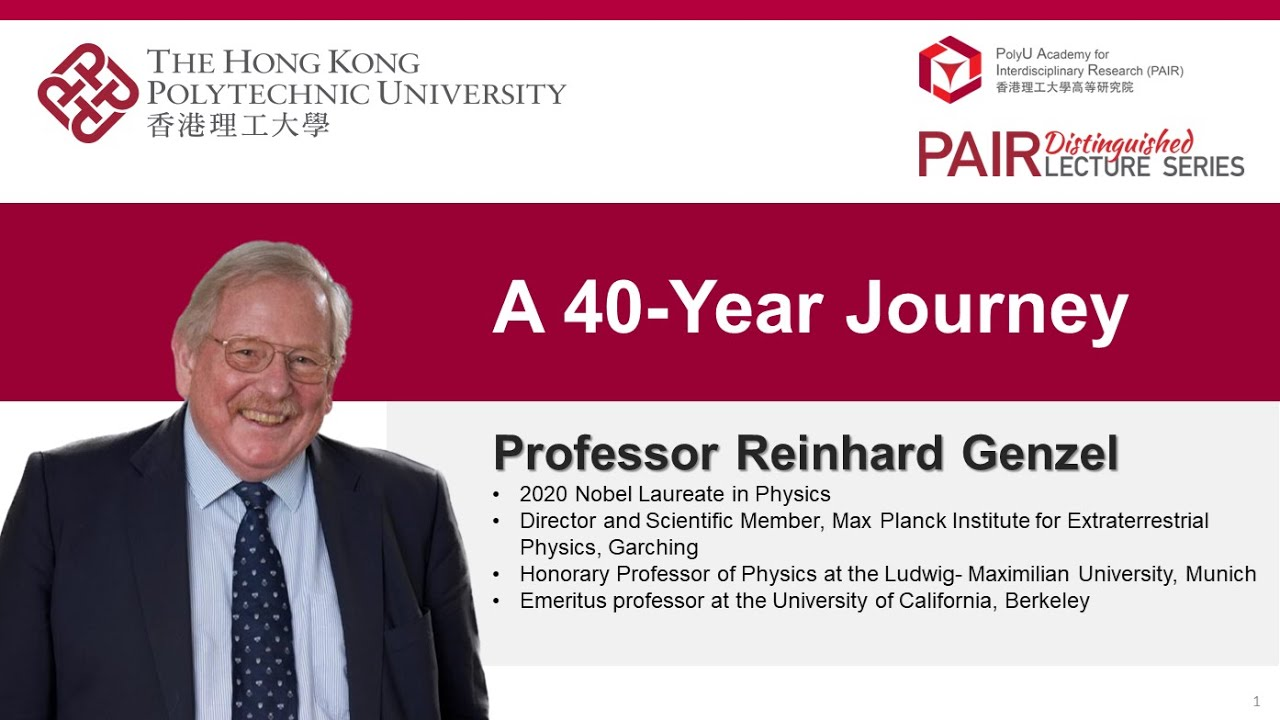 THE HONG KONG
POLYTECHNIC UNIVERSITY
香港理工大學
PolyU Academy for
Interdisciplinary Research (PAIR)
香港理工大學高等研究院
PAIR Distinguished
LECTURE SERIES
A 40-Year Journey
Professor Reinhard Genzel
• 2020 Nobel Laureate in Physics
• Director and Scientific Member, Max Planck Institute for Extraterrestrial
Physics, Garching
• Honorary Professor of Physics at the Ludwig- Maximilian University, Munich
• Emeritus professor at the University of California, Berkeley
1